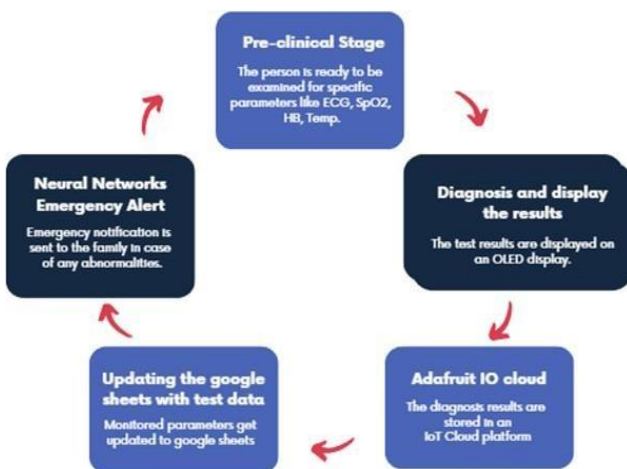 Pre-clinical Stage
The person is ready to be
examined for specific
parameters like ECG, SpO2,
HB, Temp.
Diagnosis and display
the results
The test results are displayed on
an OLED display.
Adafruit IO cloud
The diagnosis results are
stored in an
IoT Cloud platform
Updating the google
sheets with test data
Monitored parameters get
updated to google sheets
Neural Networks
Emergency Alert
Emergency notification is
sent to the family in case
of any abnormalities.